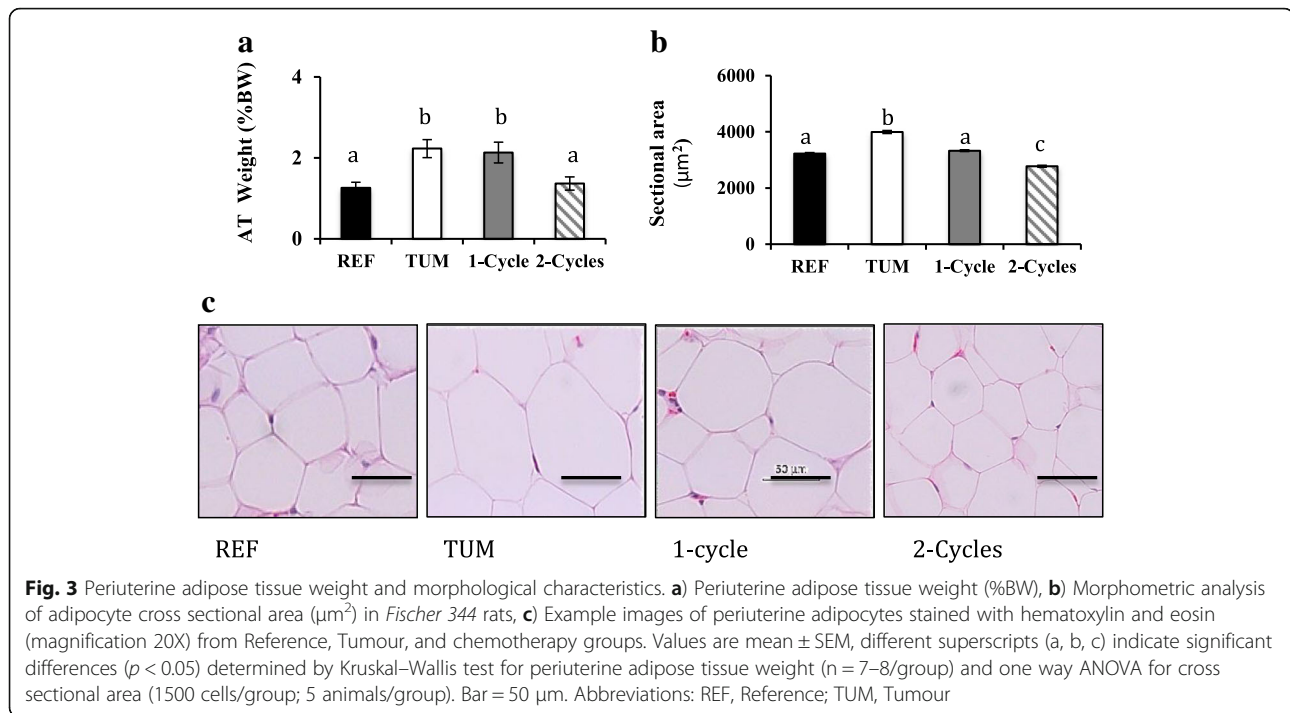 a
b
AT Weight (%BW)
4
2
0
a
b
b
a
REF
TUM
1-Cycle
2-Cycles
Sectional area
(µm²)
6000
4000
2000
0
a
b
a
c
REF
TUM
1-Cycle
2-Cycles
c
50 µm
REF
TUM
1-cycle
2-Cycles
Fig. 3 Periuterine adipose tissue weight and morphological characteristics. a) Periuterine adipose tissue weight (%BW), b) Morphometric analysis
of adipocyte cross sectional area (µm²) in Fischer 344 rats, c) Example images of periuterine adipocytes stained with hematoxylin and eosin
(magnification 20X) from Reference, Tumour, and chemotherapy groups. Values are mean ± SEM, different superscripts (a, b, c) indicate significant
differences (p < 0.05) determined by Kruskal–Wallis test for periuterine adipose tissue weight (n = 7–8/group) and one way ANOVA for cross
sectional area (1500 cells/group; 5 animals/group). Bar = 50 µm. Abbreviations: REF, Reference; TUM, Tumour